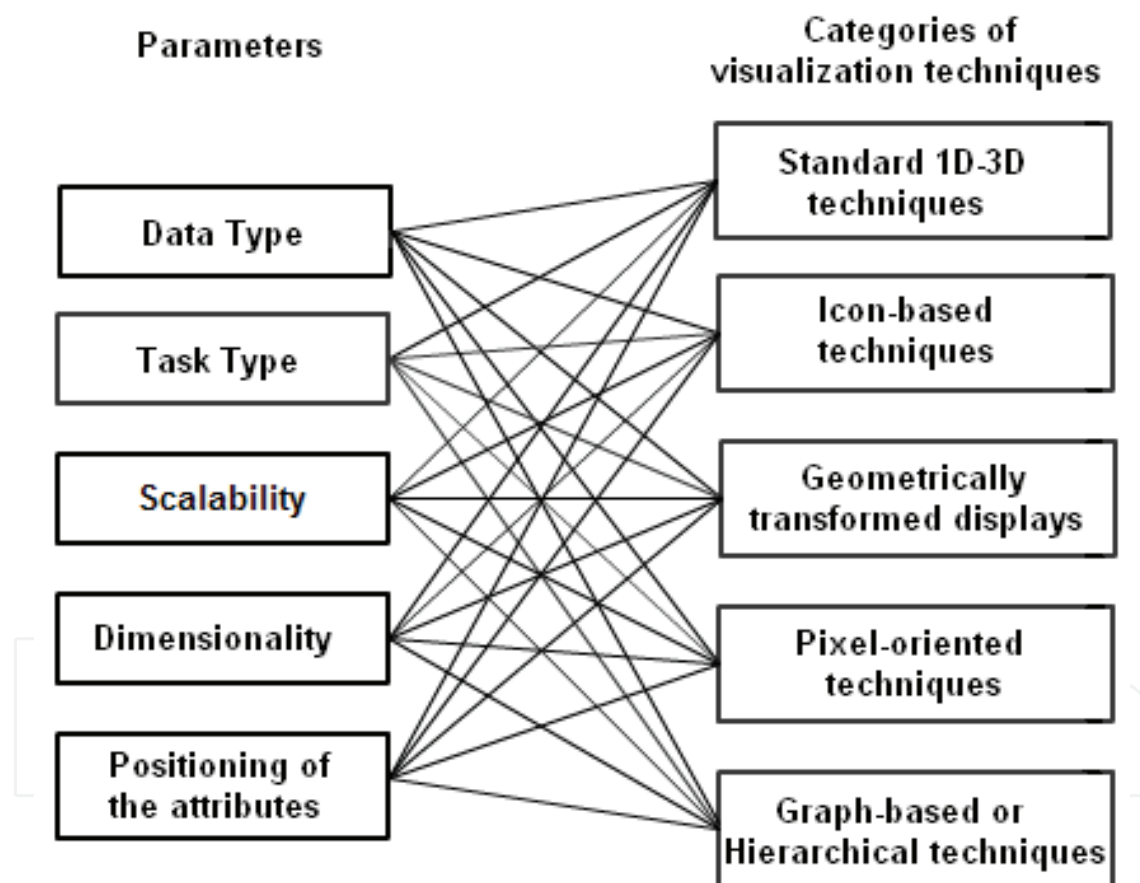 Parameters
Categories of
visualization techniques
Data Type
Task Type
Scalability
Dimensionality
Positioning of
the attributes
Standard 1D-3D
techniques
Icon-based
techniques
Geometrically
transformed displays
Pixel-oriented
techniques
Graph-based or
Hierarchical techniques